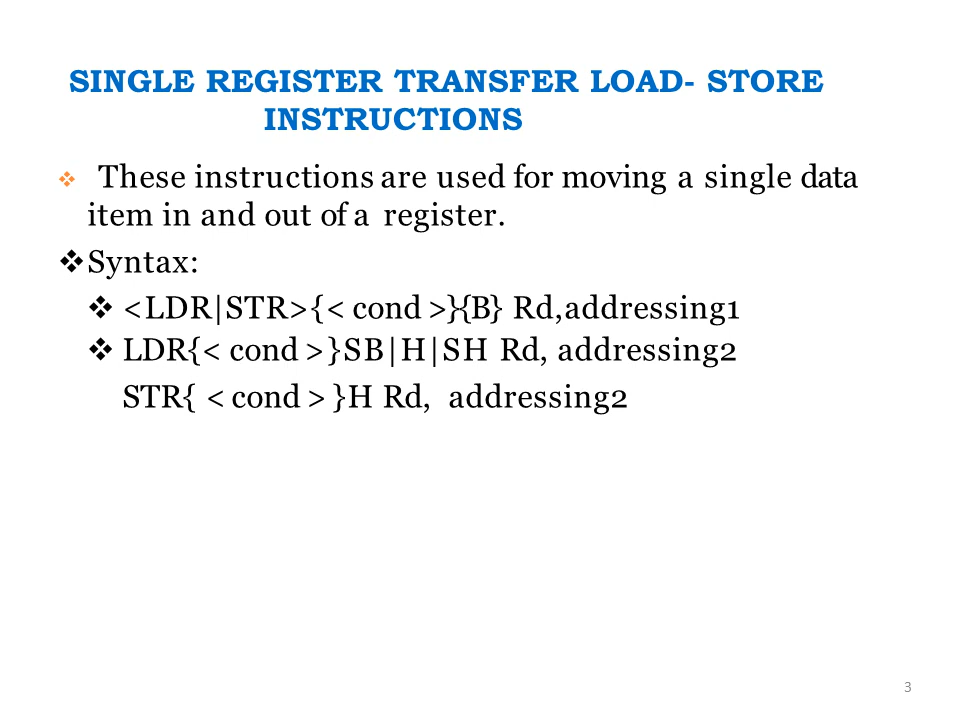 SINGLE REGISTER TRANSFER LOAD- STORE
INSTRUCTIONS
❖ These instructions are used for moving a single data
item in and out of a register.
❖Syntax:
❖ <LDR|STR>{< cond >}{B} Rd,addressing1
❖ LDR{< cond >}SB|H|SH Rd, addressing2
STR{ < cond > }H Rd, addressing2
3